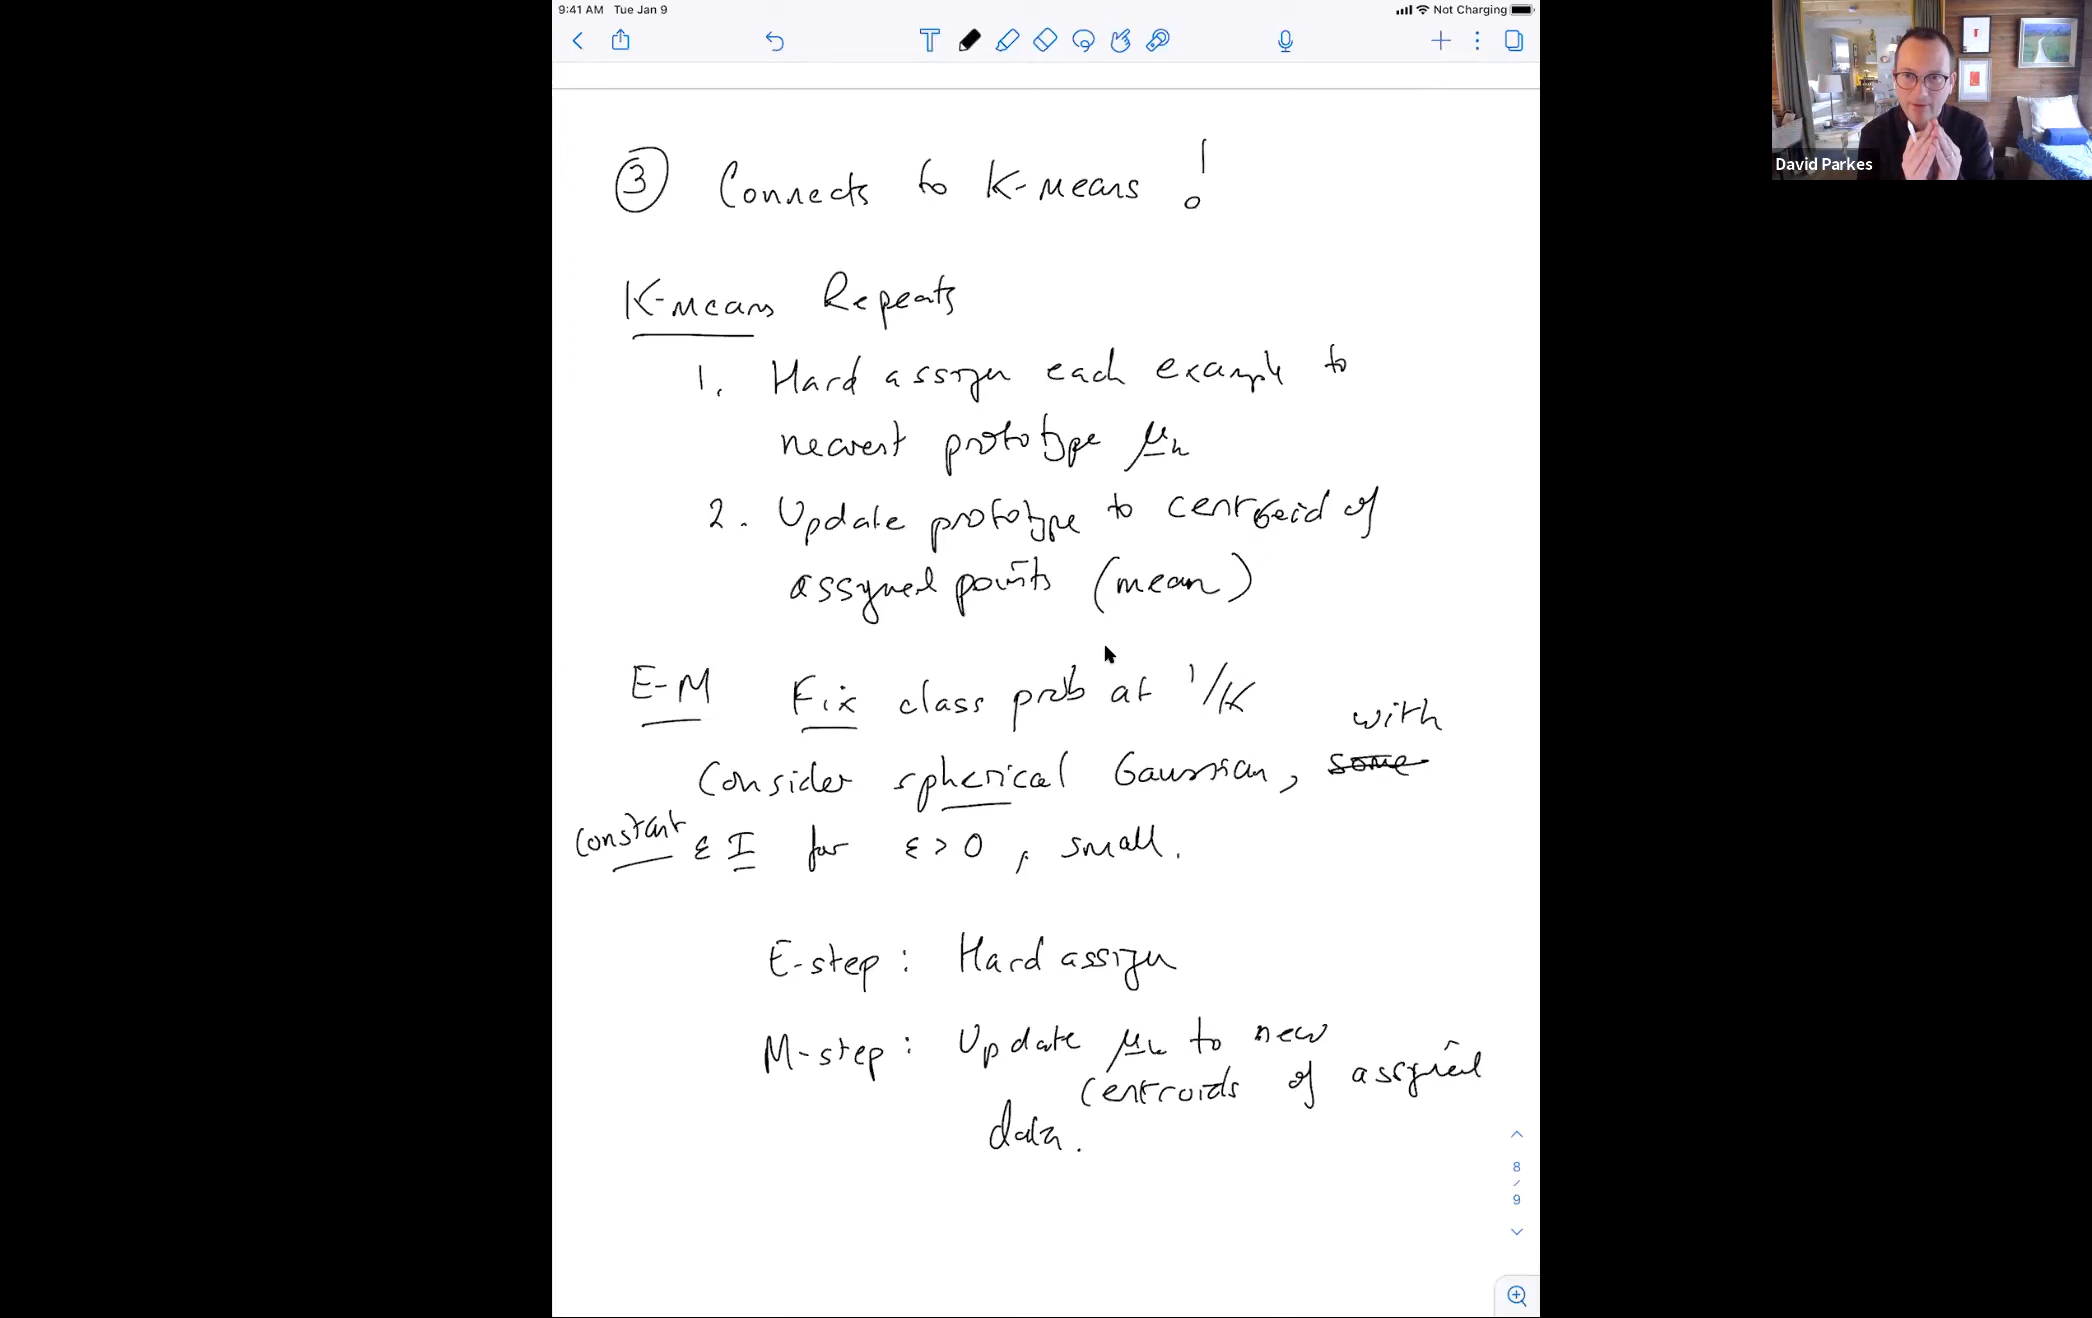 9:41 AM Tue Jan 9
Not Charging
David Parkes
③ Connects to K-means !
K-means Repeats
1. Hard assign each example to
nearest prototype μk
2. Update prototype to centroid of
assigned points (mean)
E-M Fix class prob at 1/K
with
Consider spherical Gaussian, some
constant ε I for ε > 0, small.
E-step: Hard assign
M-step: Update μk to new
centroids of assigned
data.
8
/
9